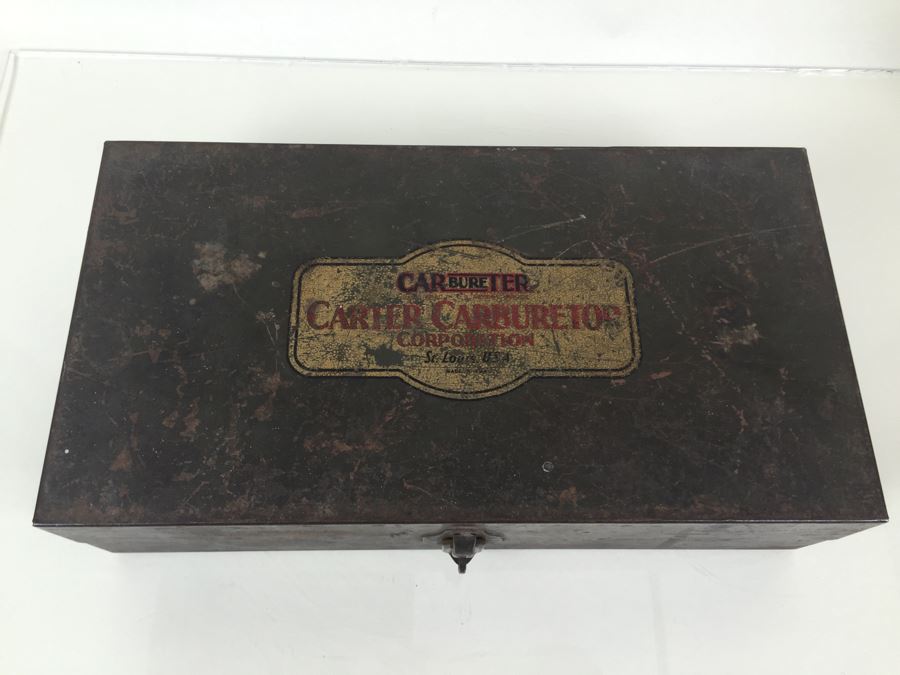 CARBURETER
CARTER CARBURETOR
CORPORATION
St. Louis, U.S.A.